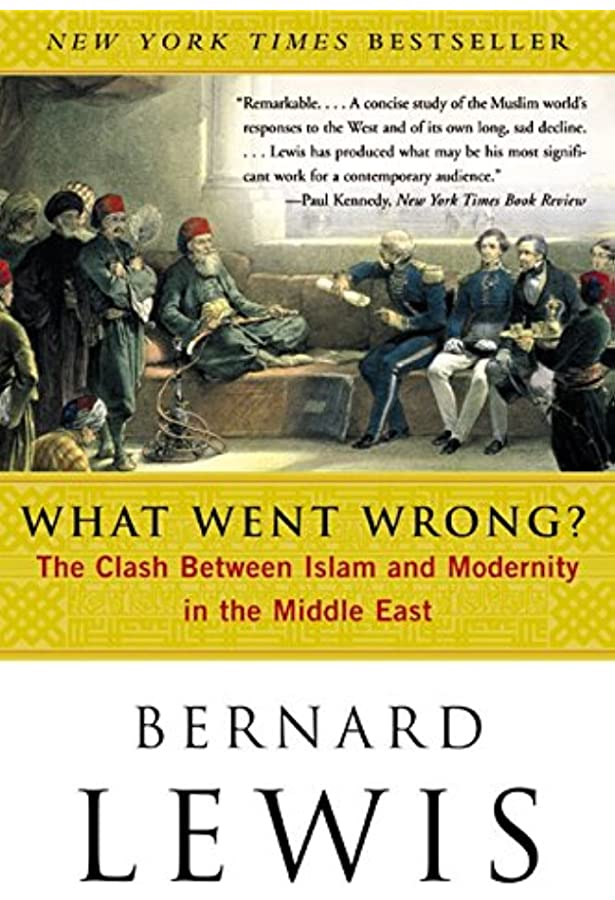 NEW YORK TIMES BESTSELLER
"Remarkable. . . . A concise study of the Muslim world's
responses to the West and of its own long, sad decline.
. . . Lewis has produced what may be his most signifi-
cant work for a contemporary audience."
—Paul Kennedy, New York Times Book Review
WHAT WENT WRONG?
The Clash Between Islam and Modernity
in the Middle East
BERNARD
LEWIS